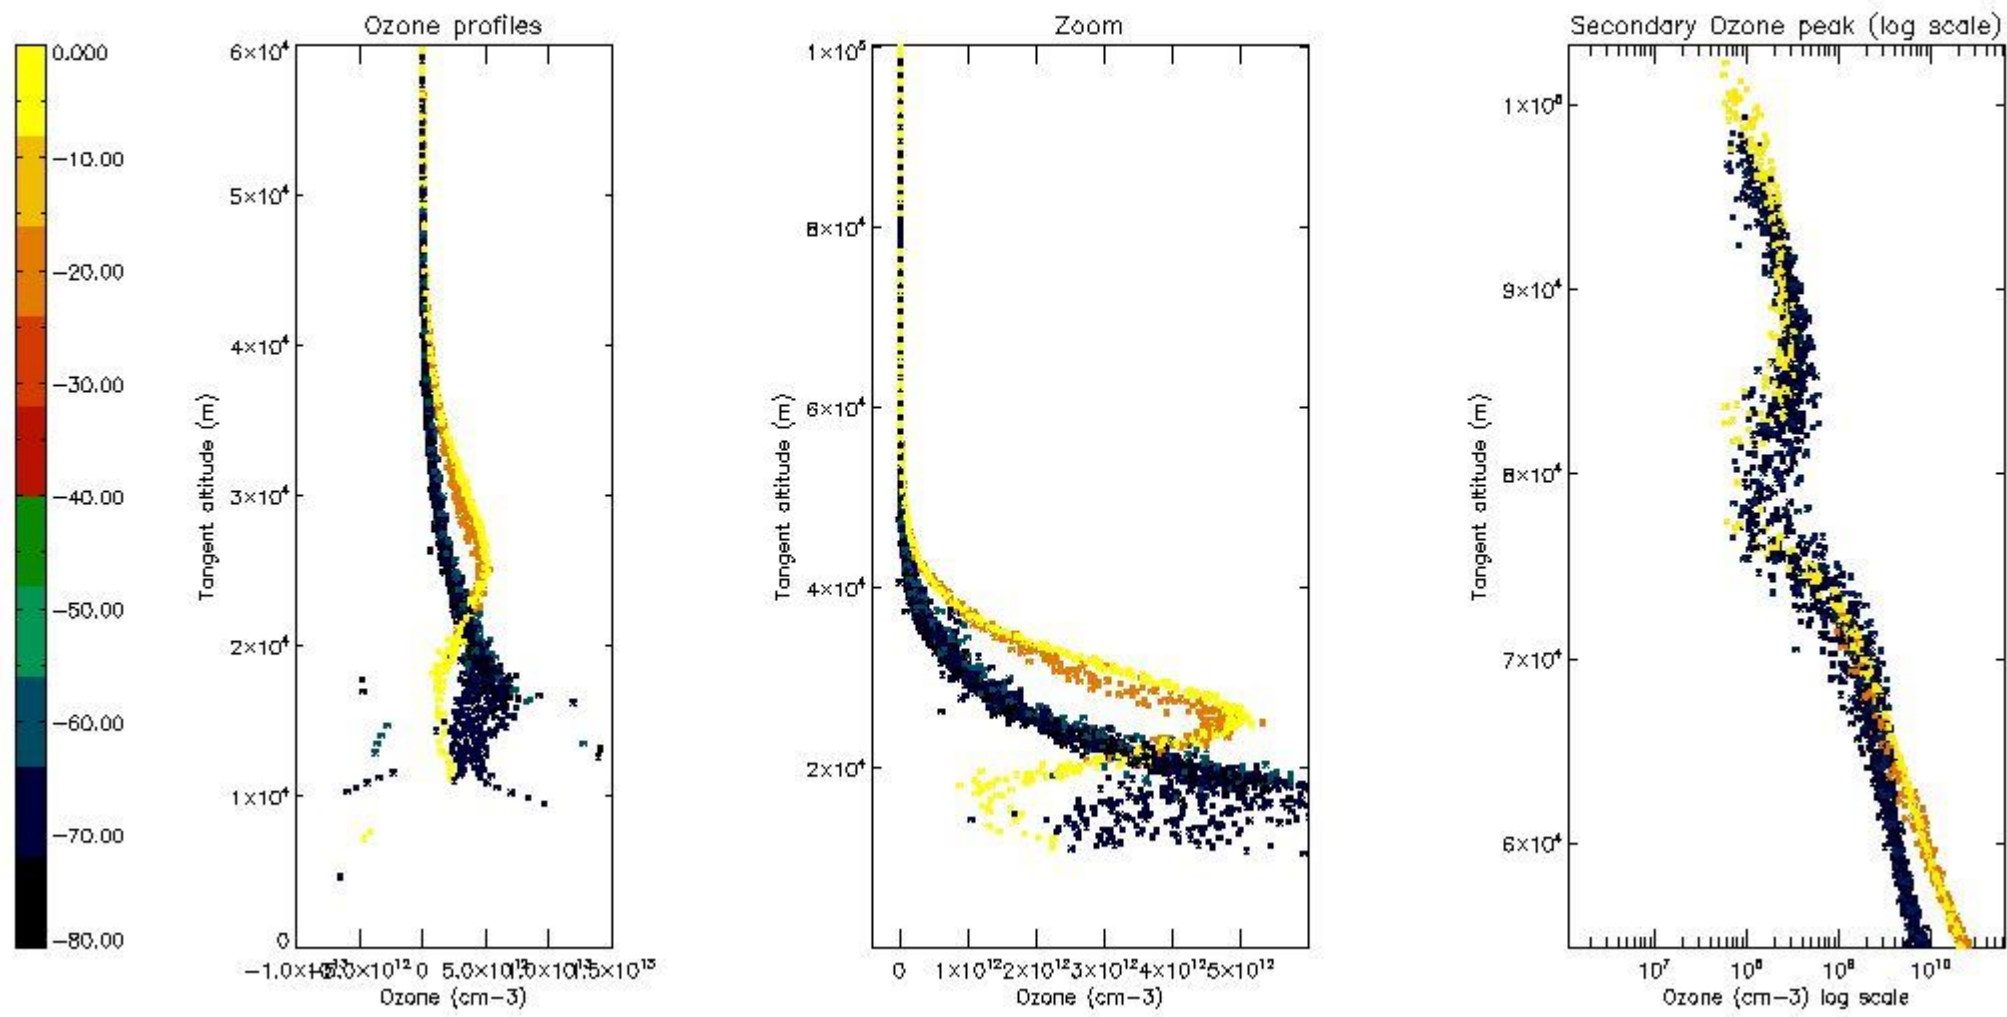 Ozone profiles
Zoom
Secondary Ozone peak (log scale)
0.000
−10.00
−20.00
−30.00
−40.00
−50.00
−60.00
−70.00
−80.00
Tangent altitude (m)
6×10⁴
5×10⁴
4×10⁴
3×10⁴
2×10⁴
1×10⁴
0
0
Ozone (cm−3)
Tangent altitude (m)
1×10⁵
8×10⁴
6×10⁴
4×10⁴
2×10⁴
0 1×10¹² 2×10¹² 3×10¹² 4×10¹² 5×10¹²
Ozone (cm−3)
Tangent altitude (m)
9×10⁴
8×10⁴
7×10⁴
6×10⁴
10⁷ 10⁸ 10⁹ 10¹⁰
Ozone (cm−3) log scale